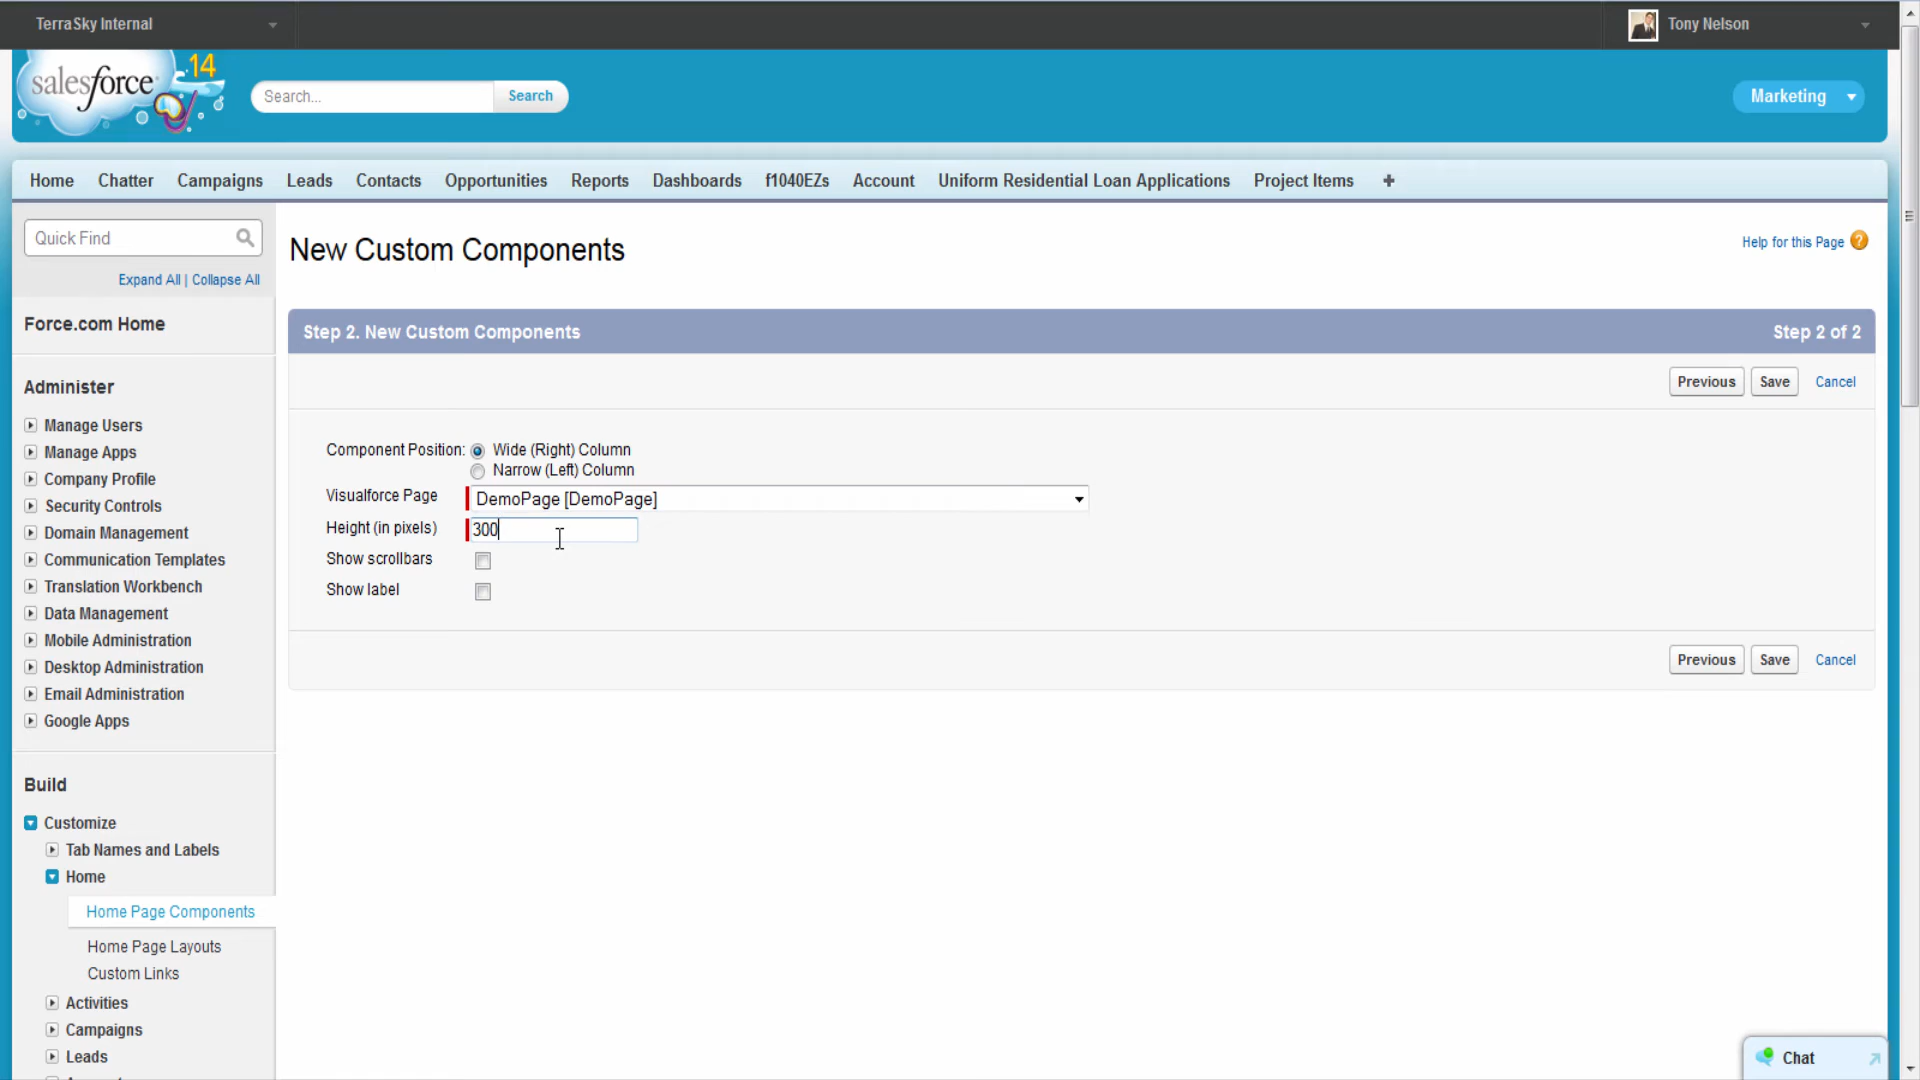 TerraSky Internal
Tony Nelson
salesforce
14
Search...
Search
Marketing
Home
Chatter
Campaigns
Leads
Contacts
Opportunities
Reports
Dashboards
f1040EZs
Account
Uniform Residential Loan Applications
Project Items
+
Quick Find
Expand All | Collapse All
Force.com Home
Administer
Manage Users
Manage Apps
Company Profile
Security Controls
Domain Management
Communication Templates
Translation Workbench
Data Management
Mobile Administration
Desktop Administration
Email Administration
Google Apps
Build
Customize
Tab Names and Labels
Home
Home Page Components
Home Page Layouts
Custom Links
Activities
Campaigns
Leads
New Custom Components
Help for this Page ?
Step 2. New Custom Components
Step 2 of 2
Previous
Save
Cancel
Component Position: Wide (Right) Column
Narrow (Left) Column
Visualforce Page DemoPage [DemoPage]
Height (in pixels) 300
Show scrollbars
Show label
Previous
Save
Cancel
Chat